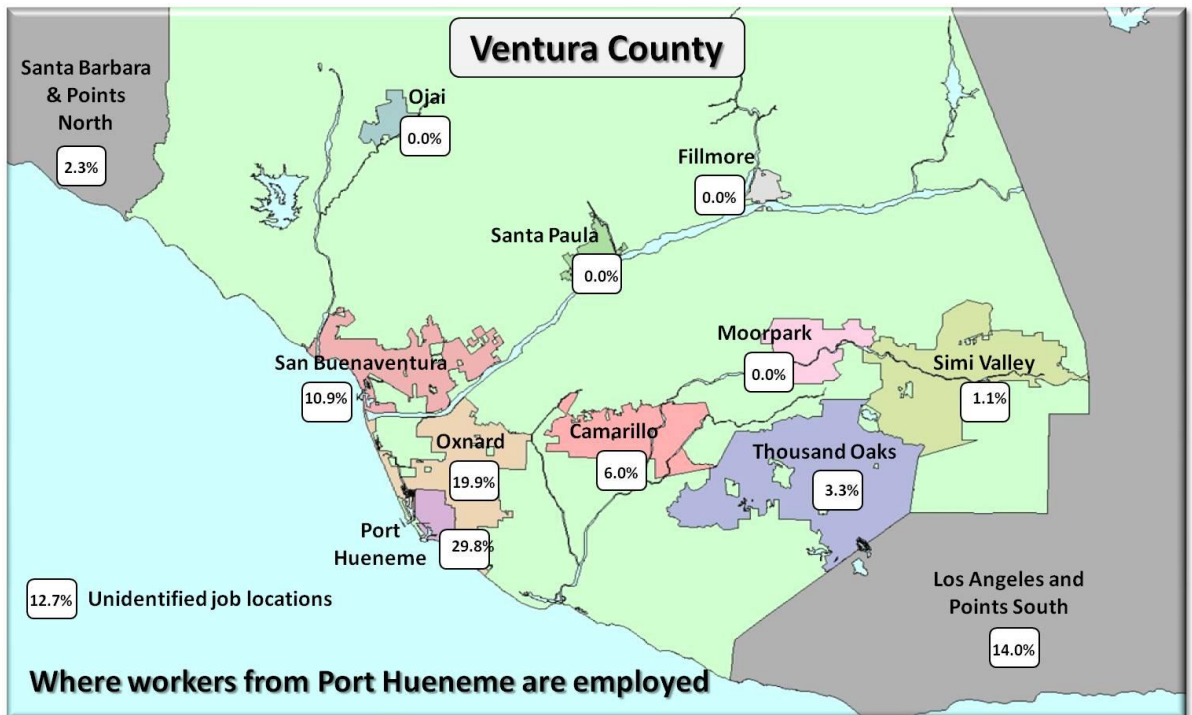 Ventura County
Santa Barbara
& Points
North
2.3%
Ojai
0.0%
Fillmore
0.0%
Santa Paula
0.0%
San Buenaventura
10.9%
Moorpark
0.0%
Simi Valley
1.1%
Oxnard
19.9%
Camarillo
6.0%
Thousand Oaks
3.3%
Port
Hueneme
29.8%
12.7% Unidentified job locations
Los Angeles and
Points South
14.0%
Where workers from Port Hueneme are employed